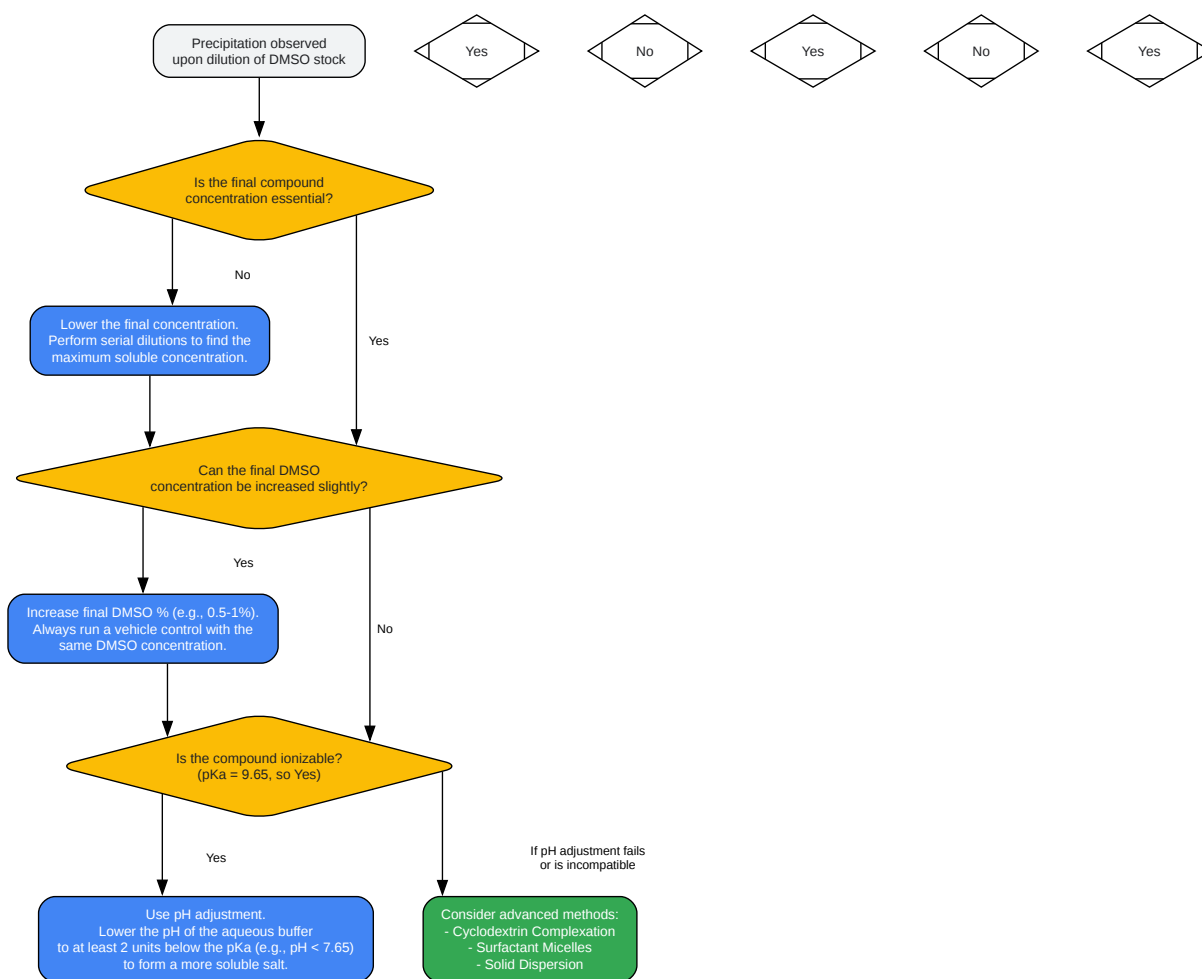 Precipitation observed
upon dilution of DMSO stock
Yes
No
Yes
No
Yes
Is the final compound
concentration essential?
No
Lower the final concentration.
Perform serial dilutions to find the
maximum soluble concentration.
Yes
Can the final DMSO
concentration be increased slightly?
Yes
Increase final DMSO % (e.g., 0.5-1%).
Always run a vehicle control with the
same DMSO concentration.
No
Is the compound ionizable?
(pKa = 9.65, so Yes)
Yes
If pH adjustment fails
or is incompatible
Use pH adjustment.
Lower the pH of the aqueous buffer
to at least 2 units below the pKa (e.g., pH < 7.65)
to form a more soluble salt.
Consider advanced methods:
- Cyclodextrin Complexation
- Surfactant Micelles
- Solid Dispersion